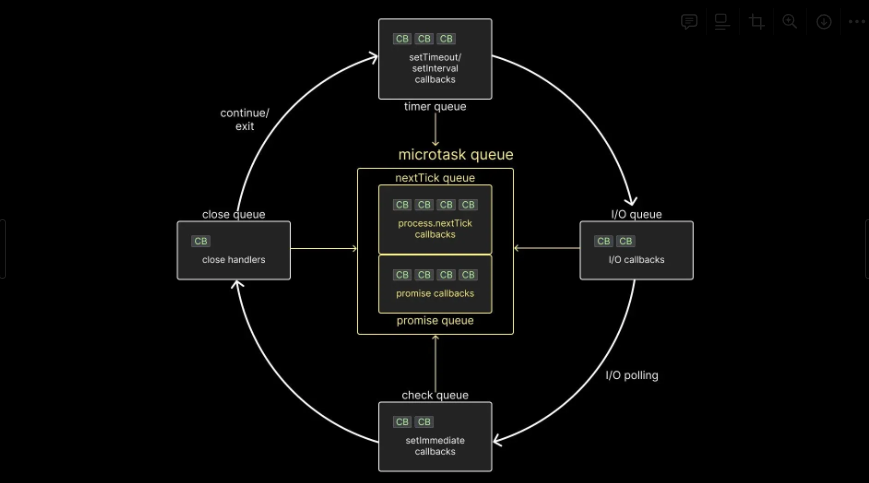 CB CB CB
setTimeout/
setInterval
callbacks
timer queue
continue/
exit
microtask queue
nextTick queue
CB CB CB CB
process.nextTick
callbacks
CB CB CB CB
promise callbacks
promise queue
close queue
CB
close handlers
I/O queue
CB CB
I/O callbacks
I/O polling
check queue
CB CB
setImmediate
callbacks